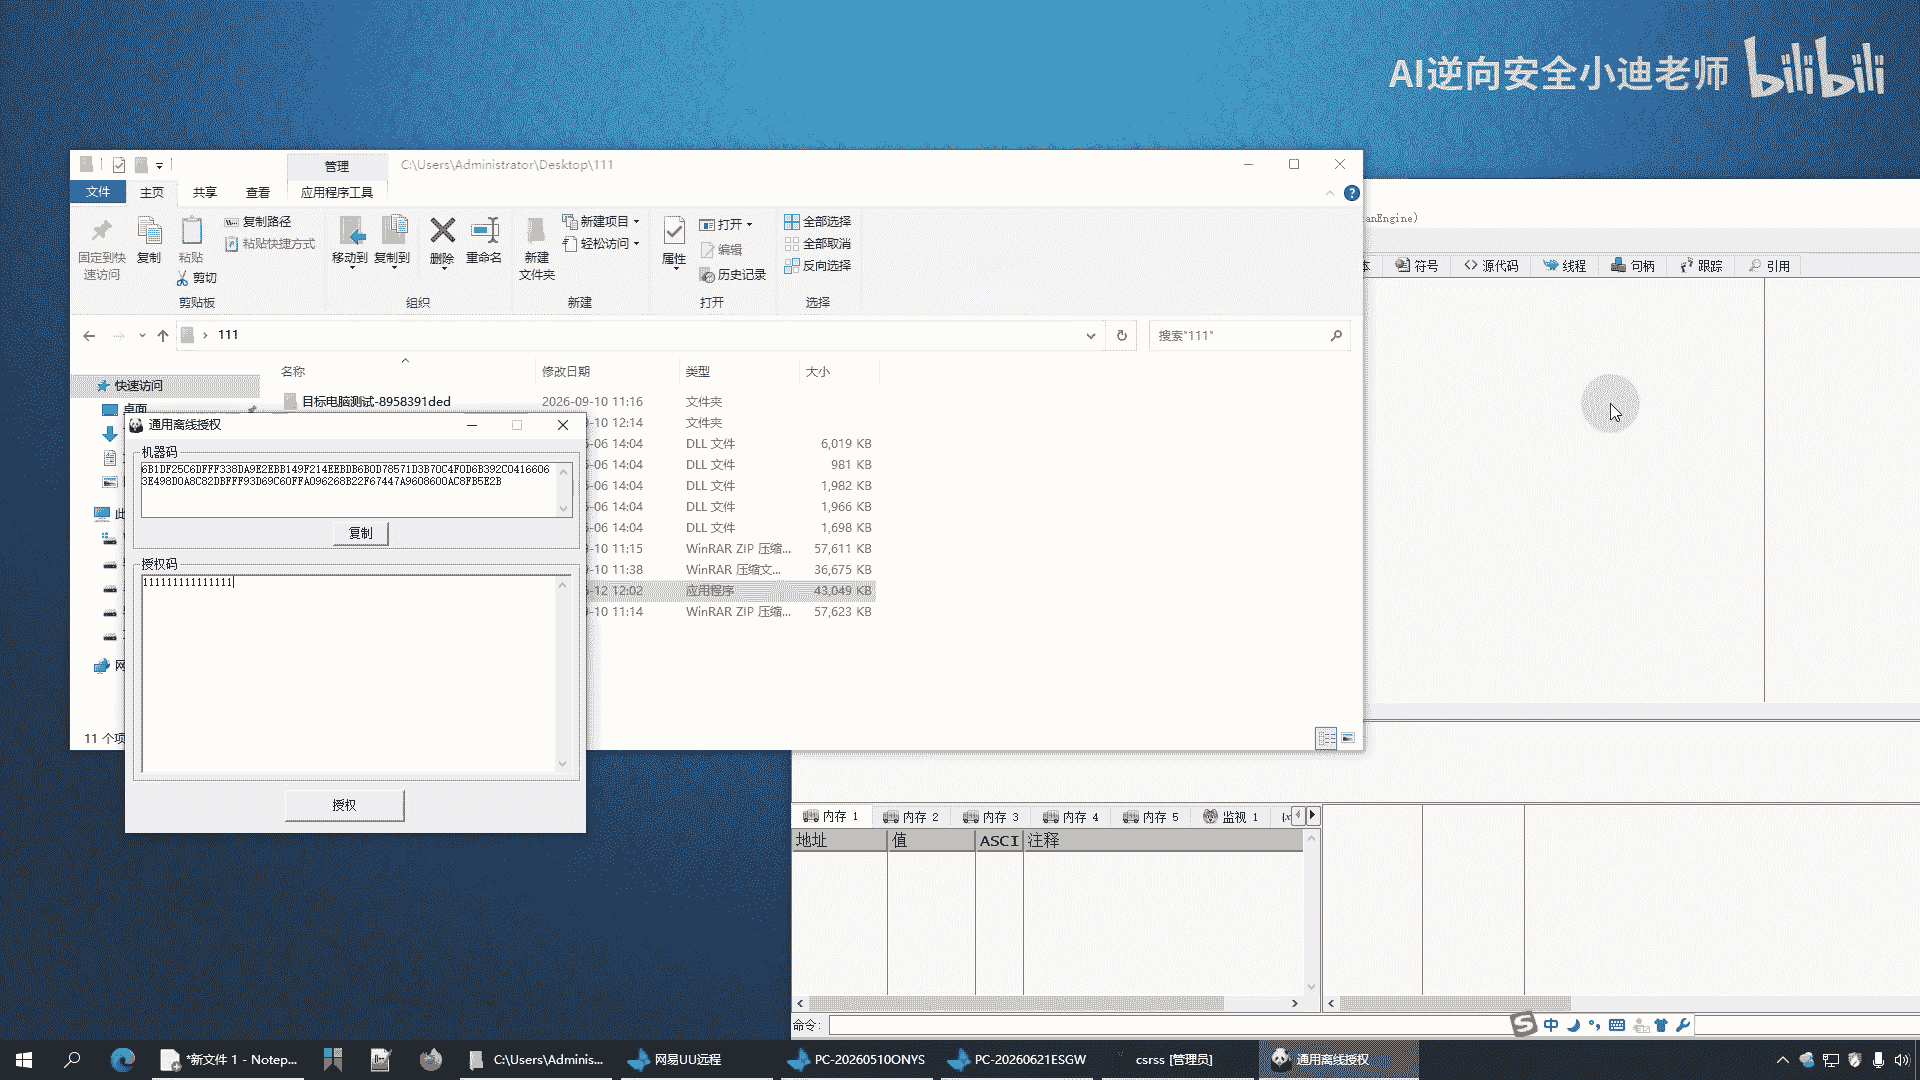 AI逆向安全小迪老师 bilibili
管理
C:\Users\Administrator\Desktop\111
文件
主页
共享
查看
应用程序工具
固定到快
速访问
复制
粘贴
复制路径
粘贴快捷方式
剪切
剪贴板
移动到
复制到
删除
重命名
组织
新建
文件夹
新建项目
轻松访问
新建
属性
打开
编辑
历史记录
打开
全部选择
全部取消
反向选择
选择
111
搜索"111"
名称
修改日期
类型
大小
快速访问
桌面
目标电脑测试-8958391ded
2026-09-10 11:16
文件夹
-10 12:14
文件夹
-06 14:04
DLL 文件
6,019 KB
-06 14:04
DLL 文件
981 KB
-06 14:04
DLL 文件
1,982 KB
-06 14:04
DLL 文件
1,966 KB
-06 14:04
DLL 文件
1,698 KB
-10 11:15
WinRAR ZIP 压缩...
57,611 KB
-10 11:38
WinRAR 压缩文...
36,675 KB
-12 12:02
应用程序
43,049 KB
-10 11:14
WinRAR ZIP 压缩...
57,623 KB
11 个项
通用离线授权
机器码
6B1DF25C6DFFF338DA9E2EBB149F214EEBDB6B0D78571D3B70C4F0D6B392C0416606
3E498D0A8C82DBFFF93D69C60FFA096268B22F67447A9608600AC8FB5E2B
复制
授权码
111111111111111
授权
anEngine)
符号
源代码
线程
句柄
跟踪
引用
内存 1
内存 2
内存 3
内存 4
内存 5
监视 1
地址
值
ASCI
注释
命令:
中
*新文件 1 - Notep...
C:\Users\Adminis...
网易UU远程
PC-20260510ONYS
PC-20260621ESGW
csrss [管理员]
通用离线授权